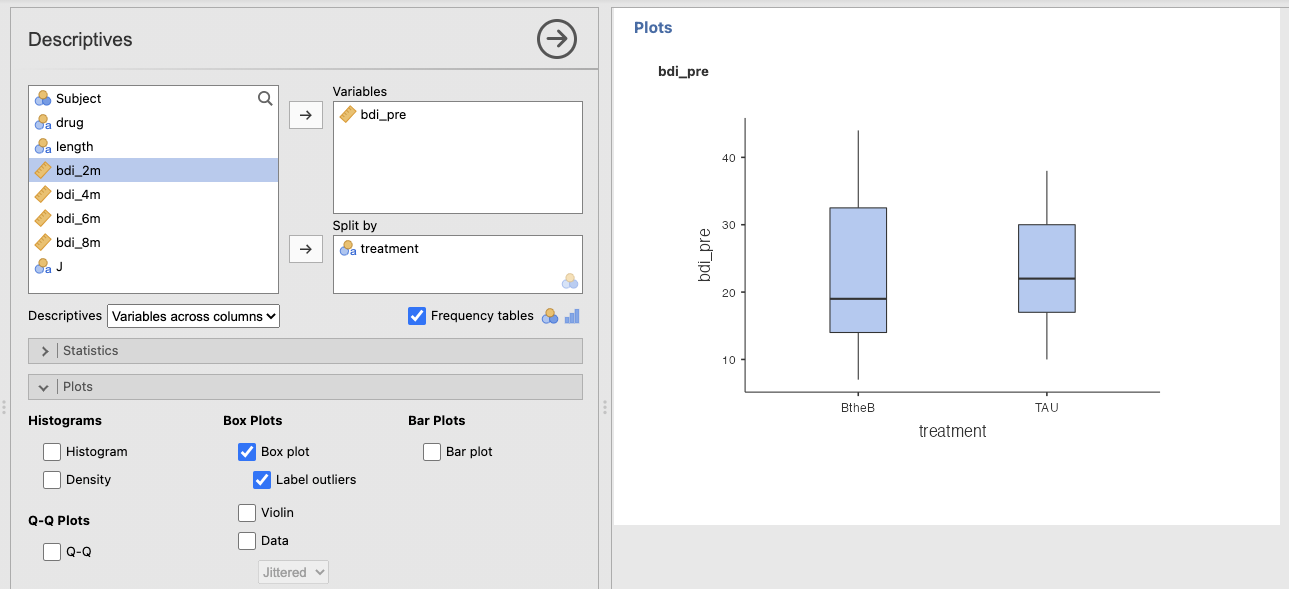 Descriptives
Subject
drug
length
bdi_2m
bdi_4m
bdi_6m
bdi_8m
J
Variables
bdi_pre
Split by
treatment
Descriptives Variables across columns
Frequency tables
Statistics
Plots
Histograms
Histogram
Density
Q-Q Plots
Q-Q
Box Plots
Box plot
Label outliers
Violin
Data
Jittered
Bar Plots
Bar plot
Plots
bdi_pre
bdi_pre
40
30
20
10
BtheB TAU
treatment